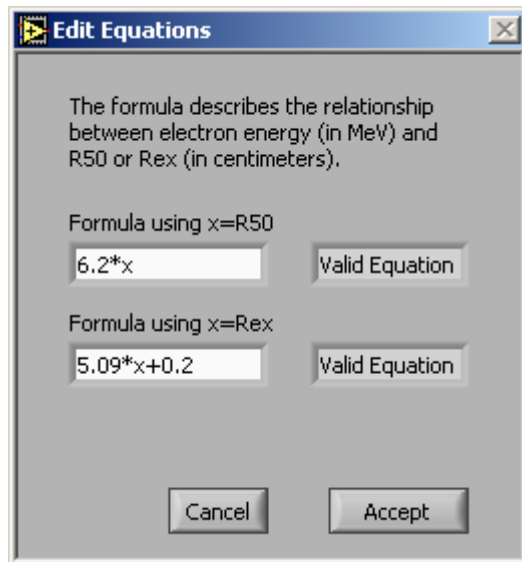 Edit Equations
The formula describes the relationship
between electron energy (in MeV) and
R50 or Rex (in centimeters).
Formula using x=R50
6.2*x
Valid Equation
Formula using x=Rex
5.09*x+0.2
Valid Equation
Cancel
Accept